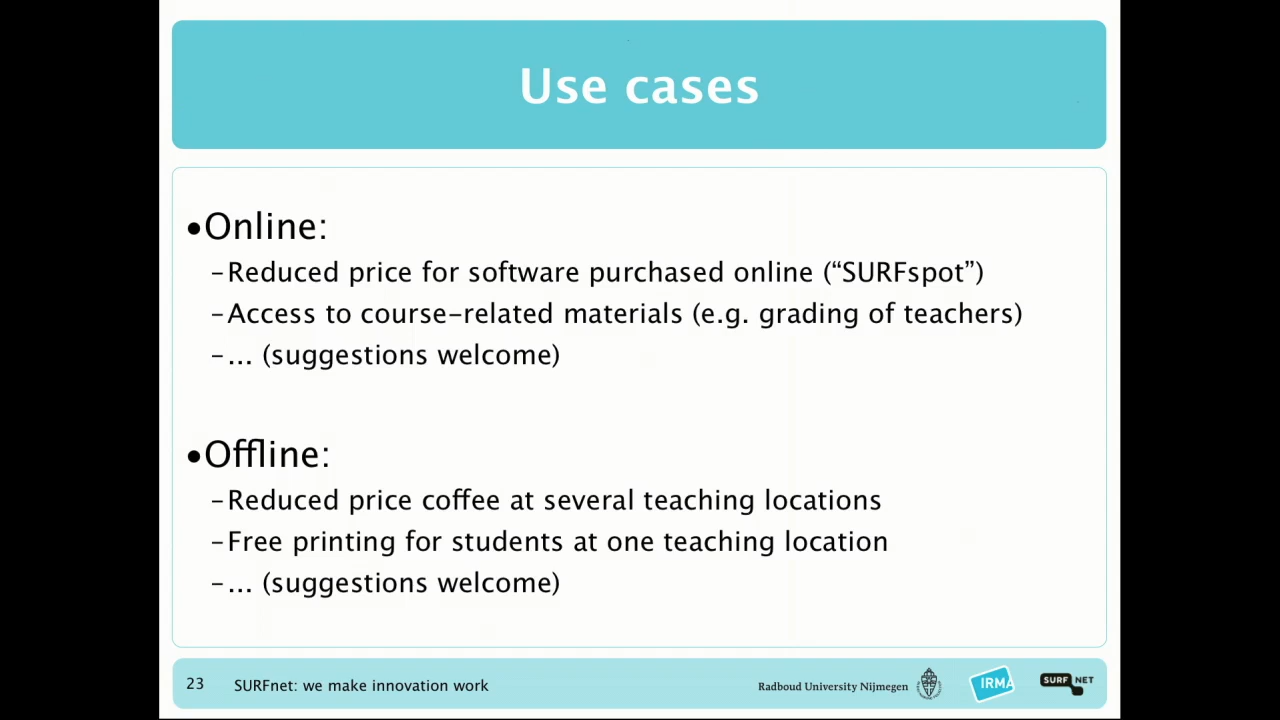 Use cases
•Online:
–Reduced price for software purchased online (“SURFspot”)
–Access to course-related materials (e.g. grading of teachers)
–... (suggestions welcome)
•Offline:
–Reduced price coffee at several teaching locations
–Free printing for students at one teaching location
–... (suggestions welcome)
23 SURFnet: we make innovation work Radboud University Nijmegen IRMA SURF NET